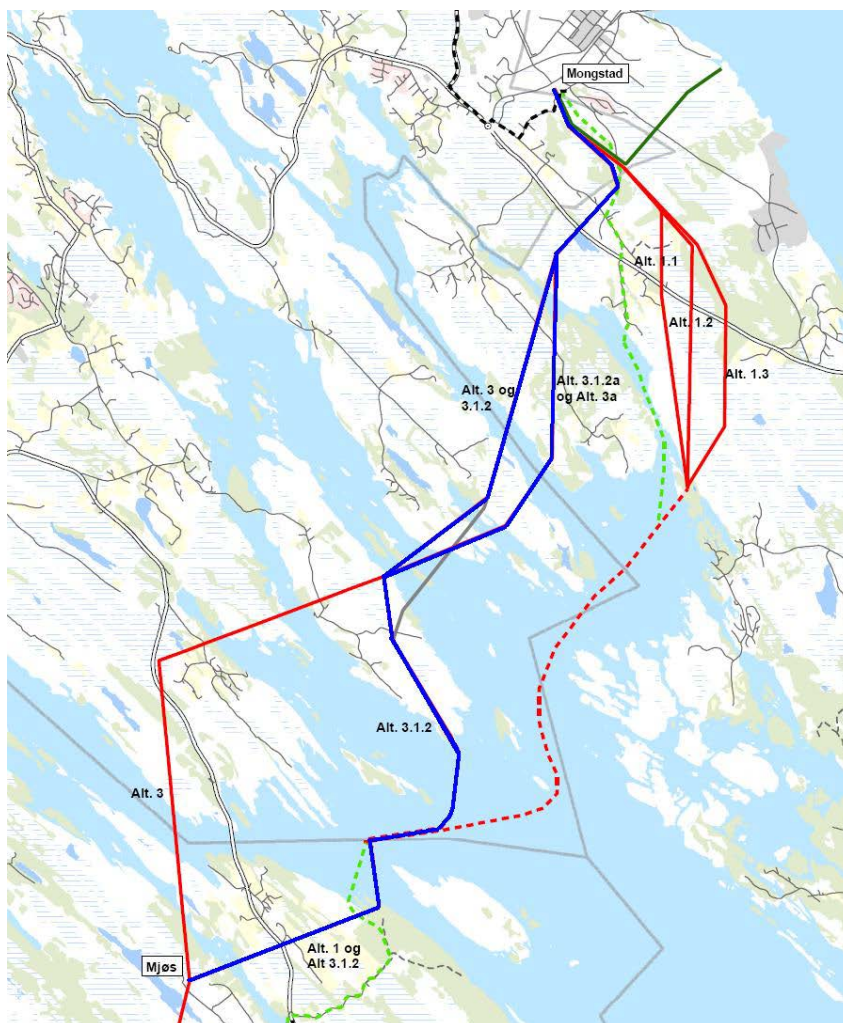 Mongstad
Alt. 1.1
Alt. 1.2
Alt. 1.3
Alt. 3 og
3.1.2
Alt. 3.1.2a
og Alt. 3a
Alt. 3.1.2
Alt. 3
Alt. 1 og
Alt 3.1.2
Mjøs